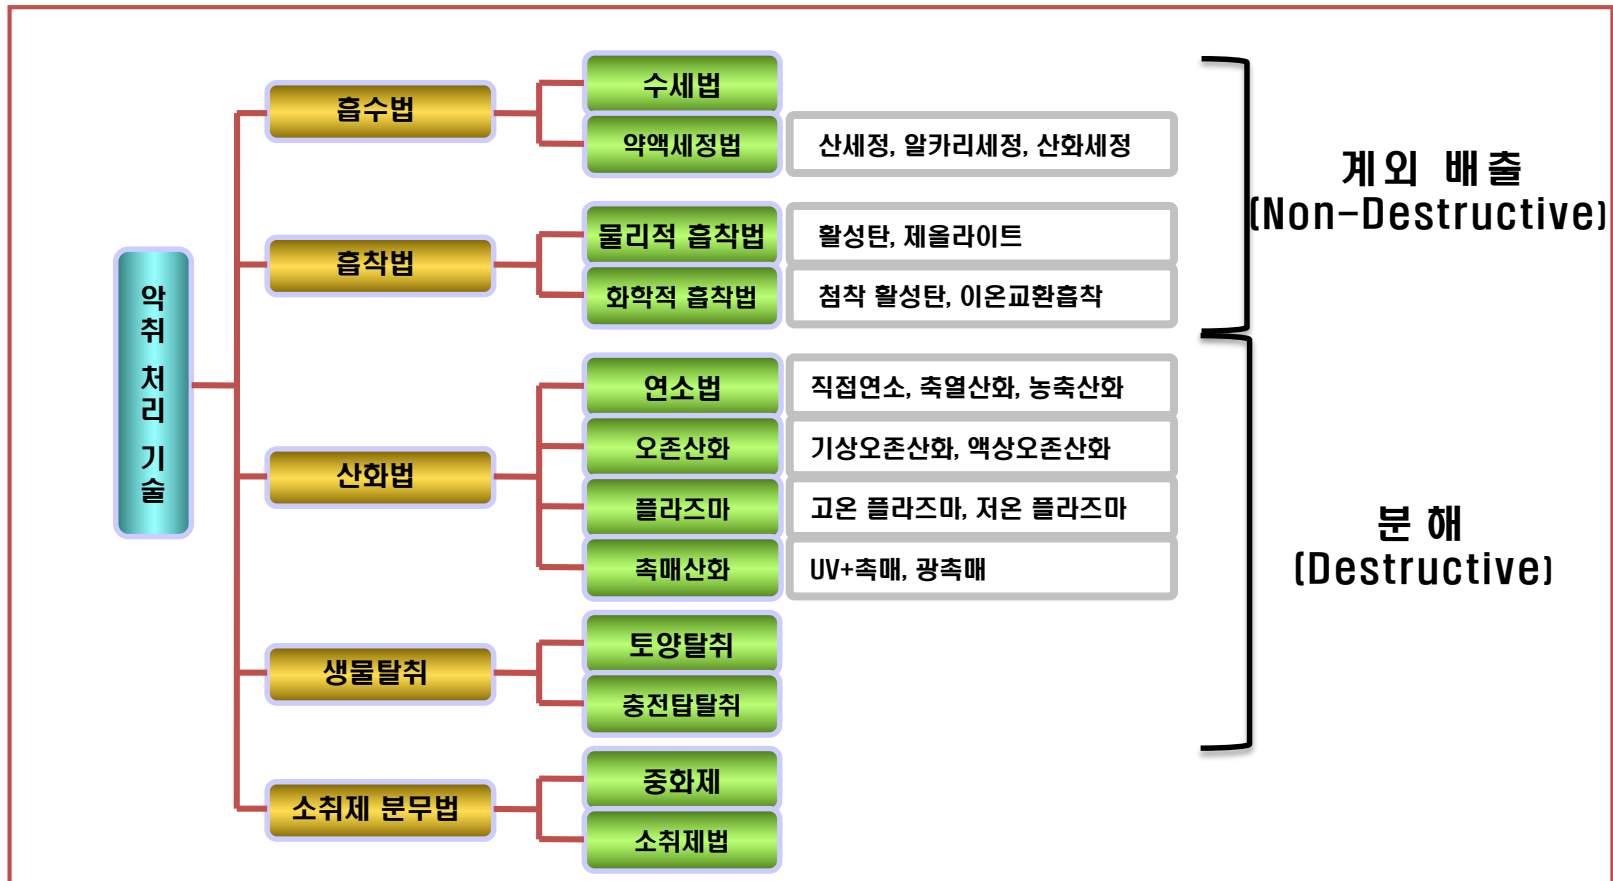 악취 처리 기술
흡수법
수세법
약액세정법
산세정, 알카리세정, 산화세정
흡착법
물리적 흡착법
활성탄, 제올라이트
화학적 흡착법
첨착 활성탄, 이온교환흡착
계외 배출
(Non-Destructive)
산화법
연소법
직접연소, 축열산화, 농축산화
오존산화
기상오존산화, 액상오존산화
플라즈마
고온 플라즈마, 저온 플라즈마
촉매산화
UV+촉매, 광촉매
생물탈취
토양탈취
충전탑탈취
분 해
(Destructive)
소취제 분무법
중화제
소취제법